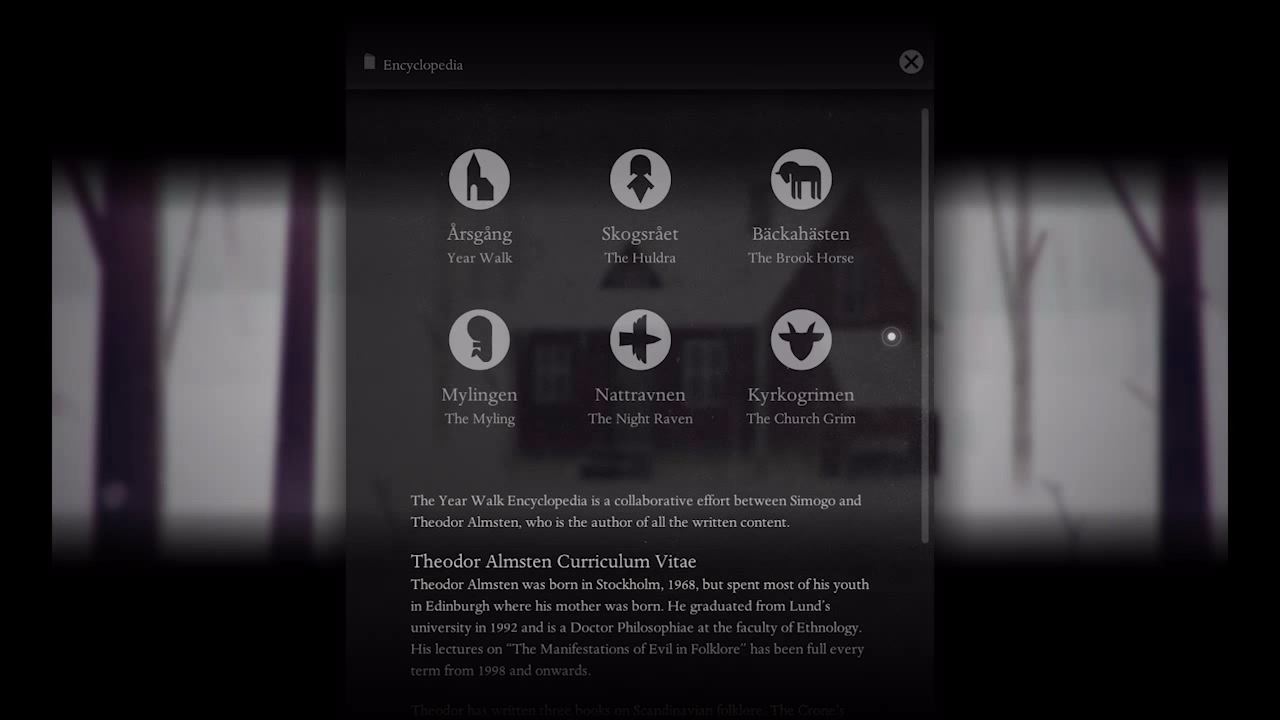 Encyclopedia
Årsgång
Year Walk
Skogsrået
The Huldra
Bäckahästen
The Brook Horse
Mylingen
The Myling
Nattravnen
The Night Raven
Kyrkogrimen
The Church Grim
The Year Walk Encyclopedia is a collaborative effort between Simogo and
Theodor Almsten, who is the author of all the written content.
Theodor Almsten Curriculum Vitae
Theodor Almsten was born in Stockholm, 1968, but spent most of his youth
in Edinburgh where his mother was born. He graduated from Lund's
university in 1992 and is a Doctor Philosophiae at the faculty of Ethnology.
His lectures on "The Manifestations of Evil in Folklore" has been full every
term from 1998 and onwards.
Theodor has written three books on Scandinavian folklore. The Crone's